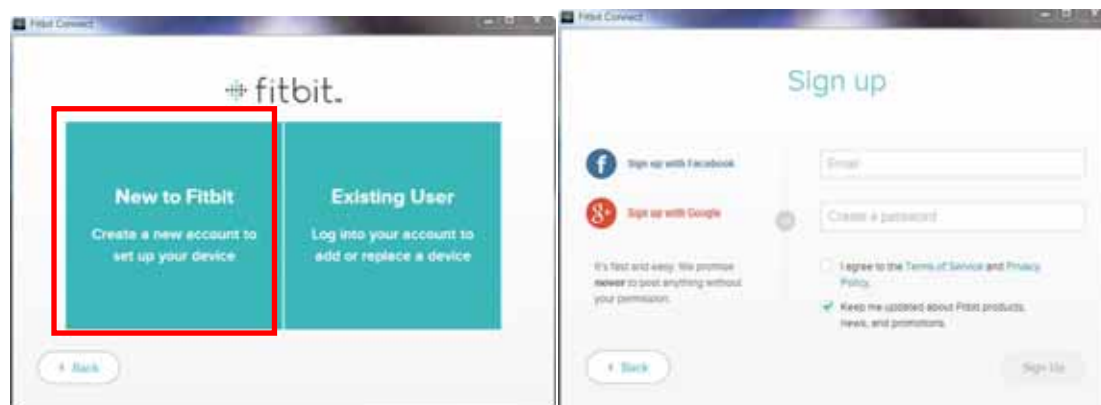 Fitbit Connect
fitbit.
New to Fitbit
Create a new account to
set up your device
Existing User
Log into your account to
add or replace a device
Back
Fitbit Connect
Sign up
Sign up with Facebook
Sign up with Google
It's fast and easy. We promise
never to post anything without
your permission.
or
Email
Create a password
I agree to the Terms of Service and Privacy
Policy.
Keep me updated about Fitbit products,
news, and promotions.
Back
Sign Up